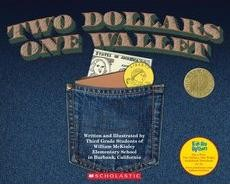 TWO DOLLARS
ONE WALLET
Written and Illustrated by
Third Grade Students of
William McKinley
Elementary School
in Burbank, California
SCHOLASTIC